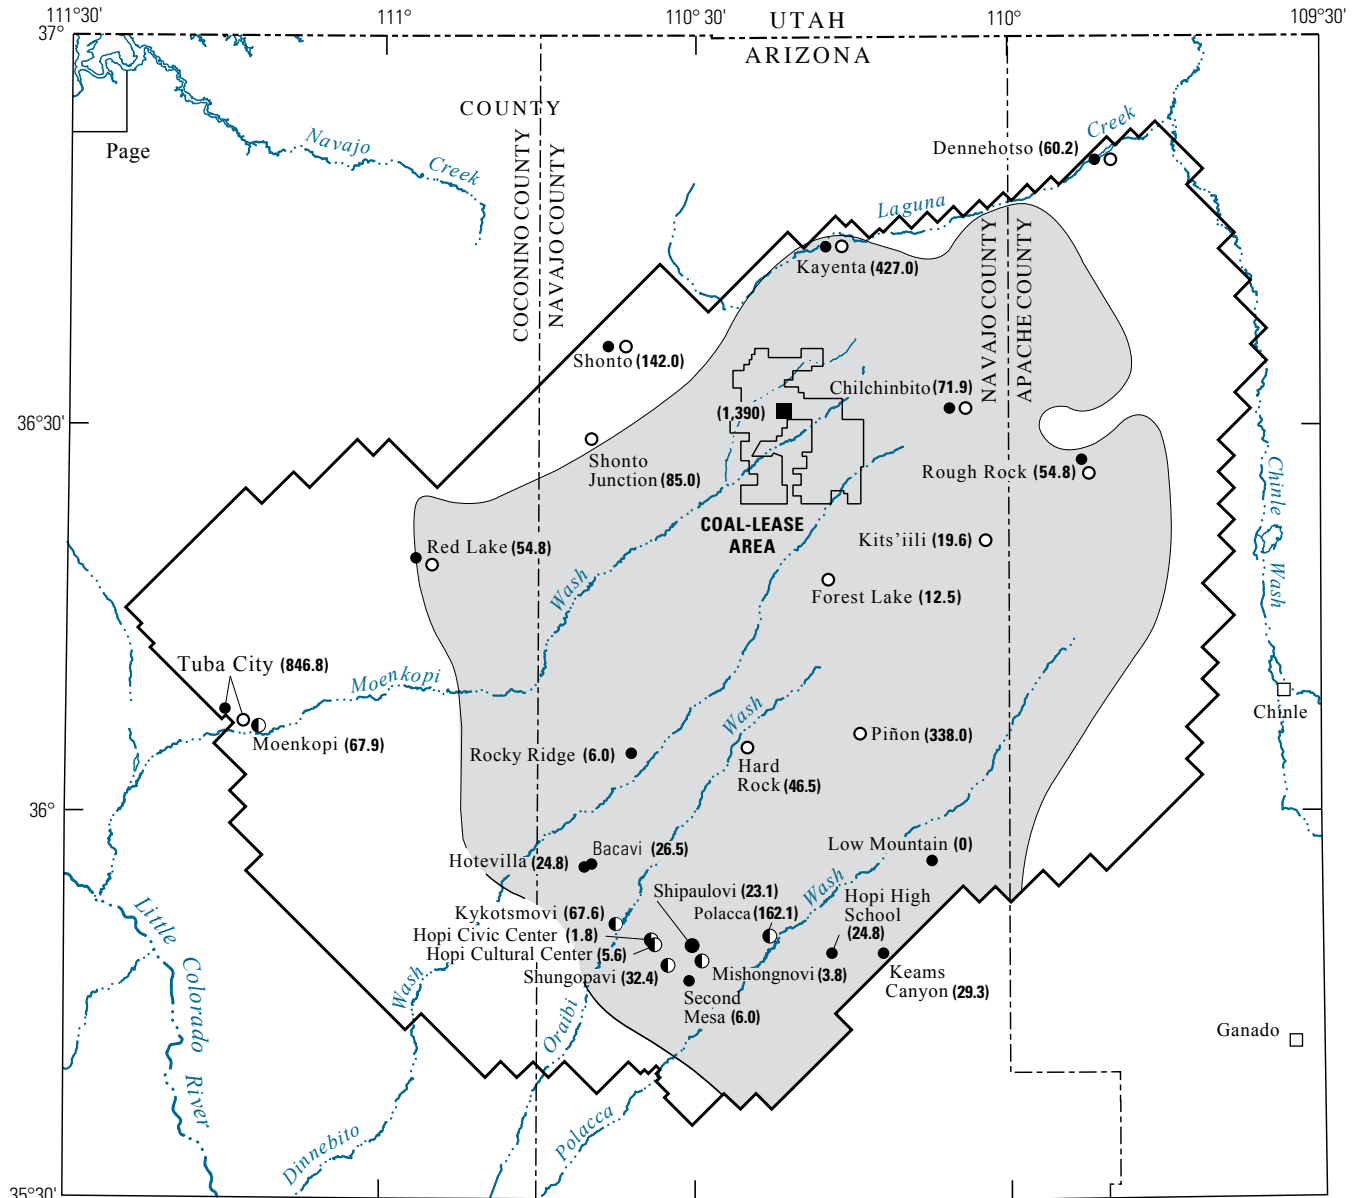 111°30'
111°
110° 30'
110°
109°30'
37°
UTAH
ARIZONA
COUNTY
COCONINO COUNTY
NAVAJO COUNTY
Page
Navajo
Creek
Creek
Dennehotso (60.2)
Laguna
Kayenta (427.0)
NAVAJO COUNTY
APACHE COUNTY
Shonto (142.0)
Chilchinbito (71.9)
(1,390)
36°30'
Shonto
Junction (85.0)
Rough Rock (54.8)
COAL-LEASE
AREA
Chinle Wash
Red Lake (54.8)
Kits'iili (19.6)
Wash
Forest Lake (12.5)
Tuba City (846.8)
Moenkopi
Wash
Chinle
Moenkopi (67.9)
Piñon (338.0)
Rocky Ridge (6.0)
Hard
Rock (46.5)
36°
Low Mountain (0)
Bacavi (26.5)
Hotevilla (24.8)
Shipaulovi (23.1)
Wash
Hopi High
School
(24.8)
Kykotsmovi (67.6)
Polacca (162.1)
Hopi Civic Center (1.8)
Hopi Cultural Center (5.6)
Shungopavi (32.4)
Mishongnovi (3.8)
Keams
Canyon (29.3)
Second
Mesa (6.0)
Little
Colorado
River
Wash
Oraibi
Ganado
Dinnebito
Polacca
35°30'